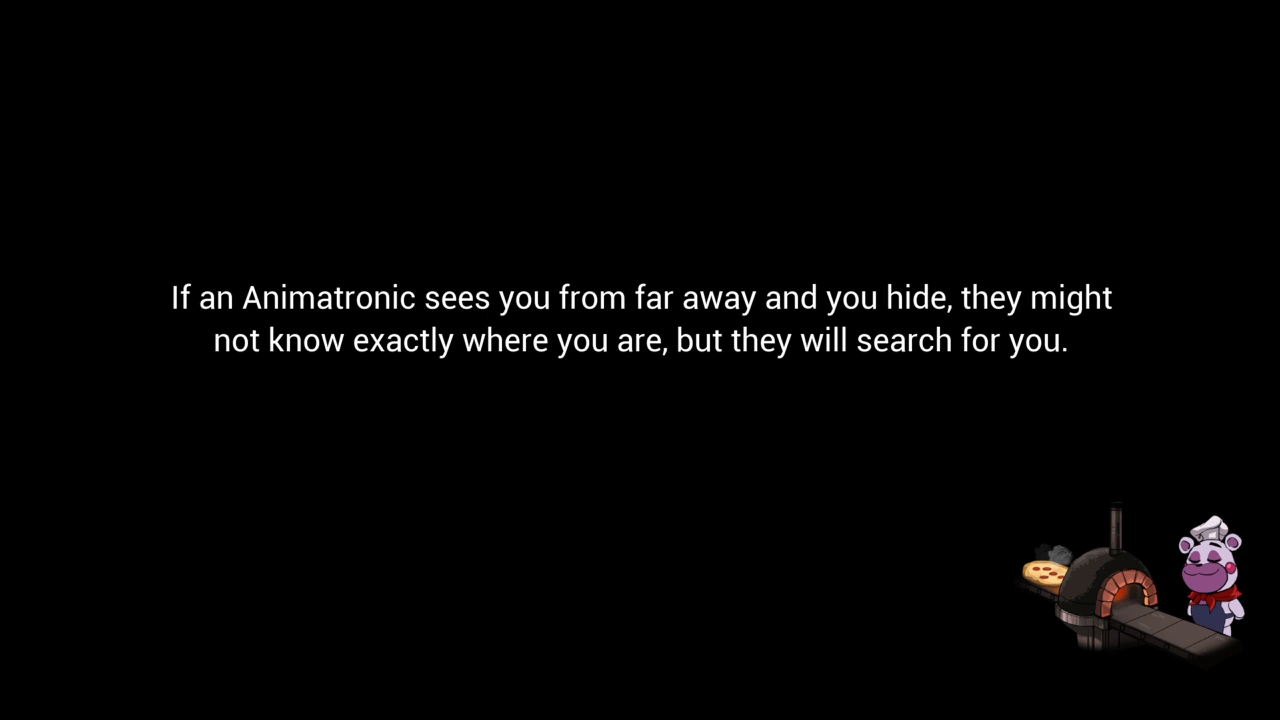 If an Animatronic sees you from far away and you hide, they might
not know exactly where you are, but they will search for you.